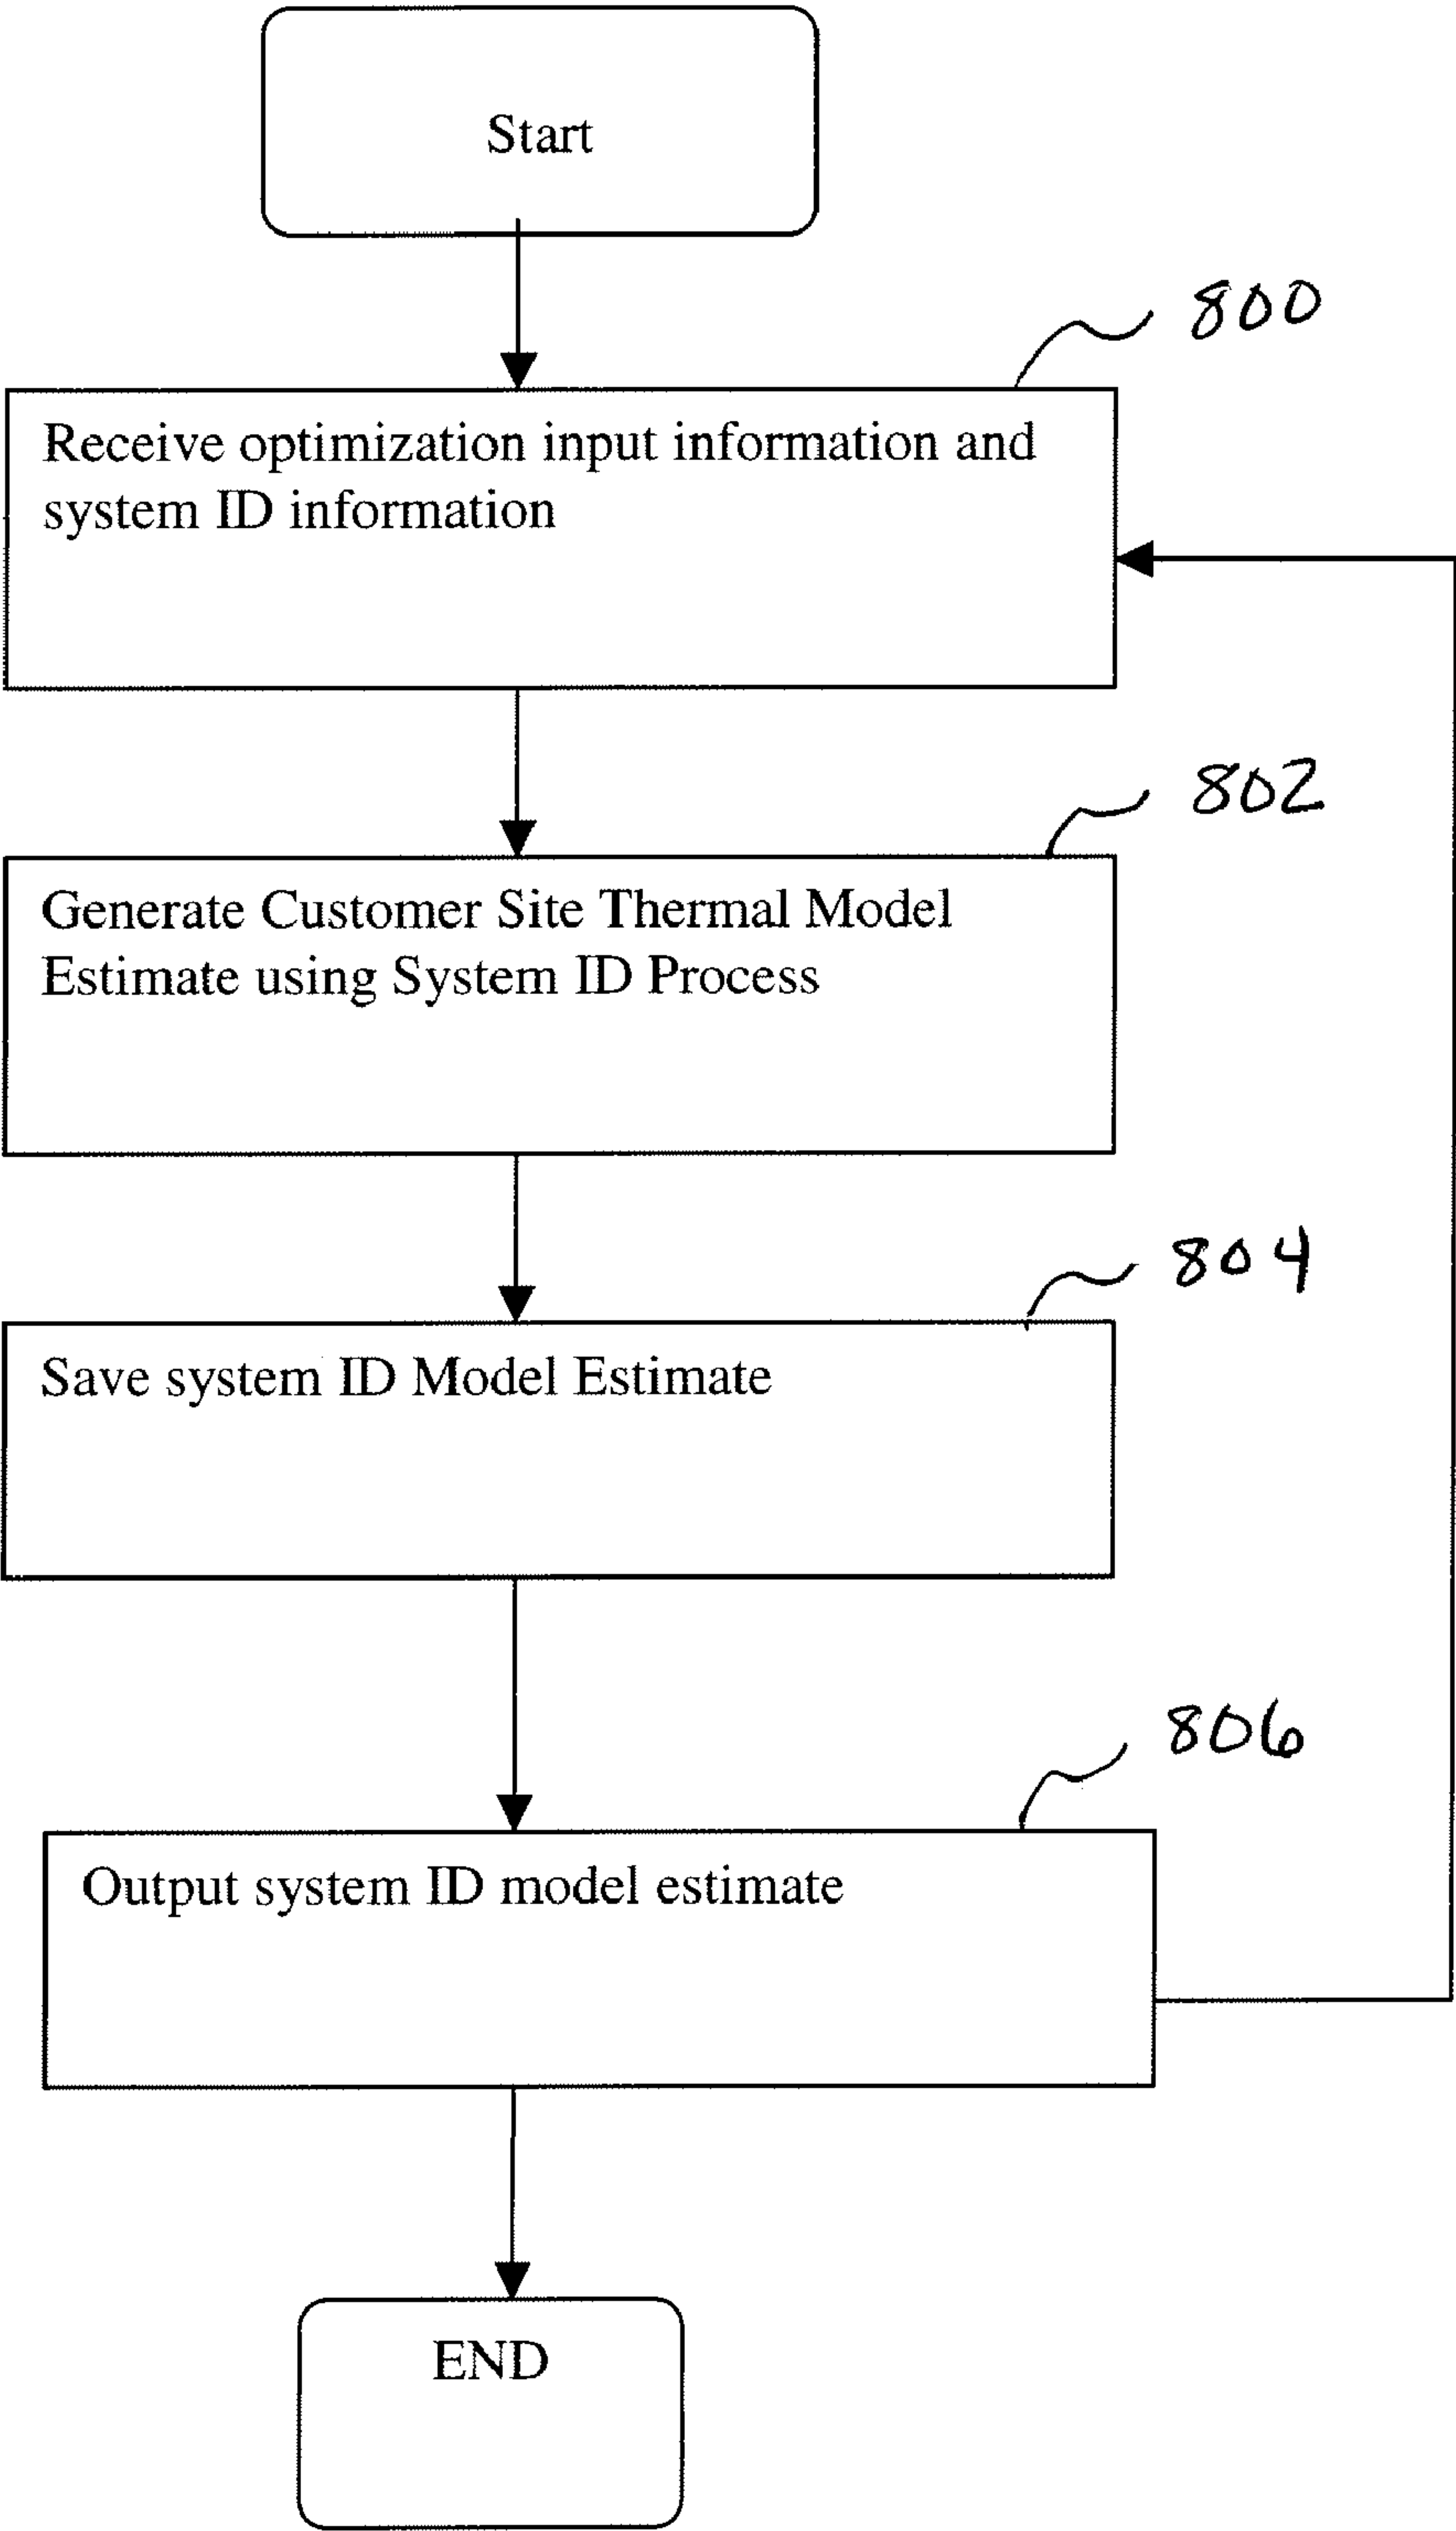 Start
800
Receive optimization input information and
system ID information
802
Generate Customer Site Thermal Model
Estimate using System ID Process
804
Save system ID Model Estimate
806
Output system ID model estimate
END